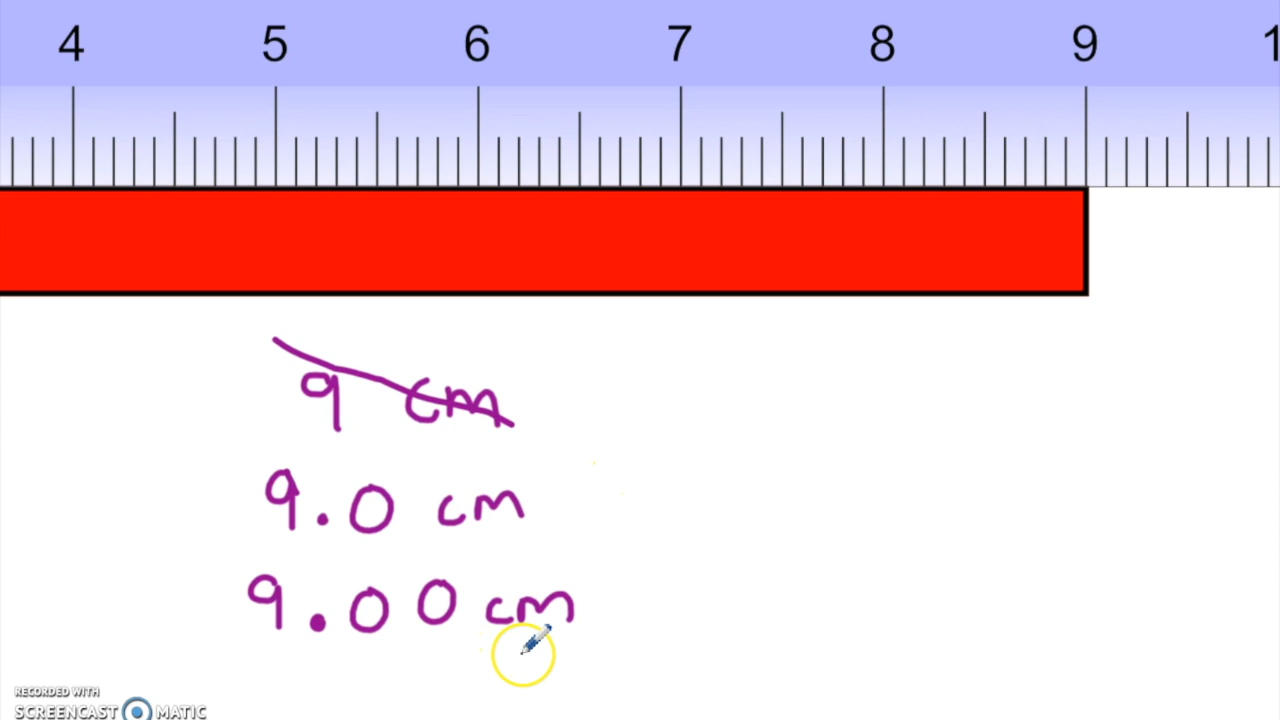 4 5 6 7 8 9 1
9 cm
9.0 cm
9.00 cm
RECORDED WITH
SCREENCAST MATIC